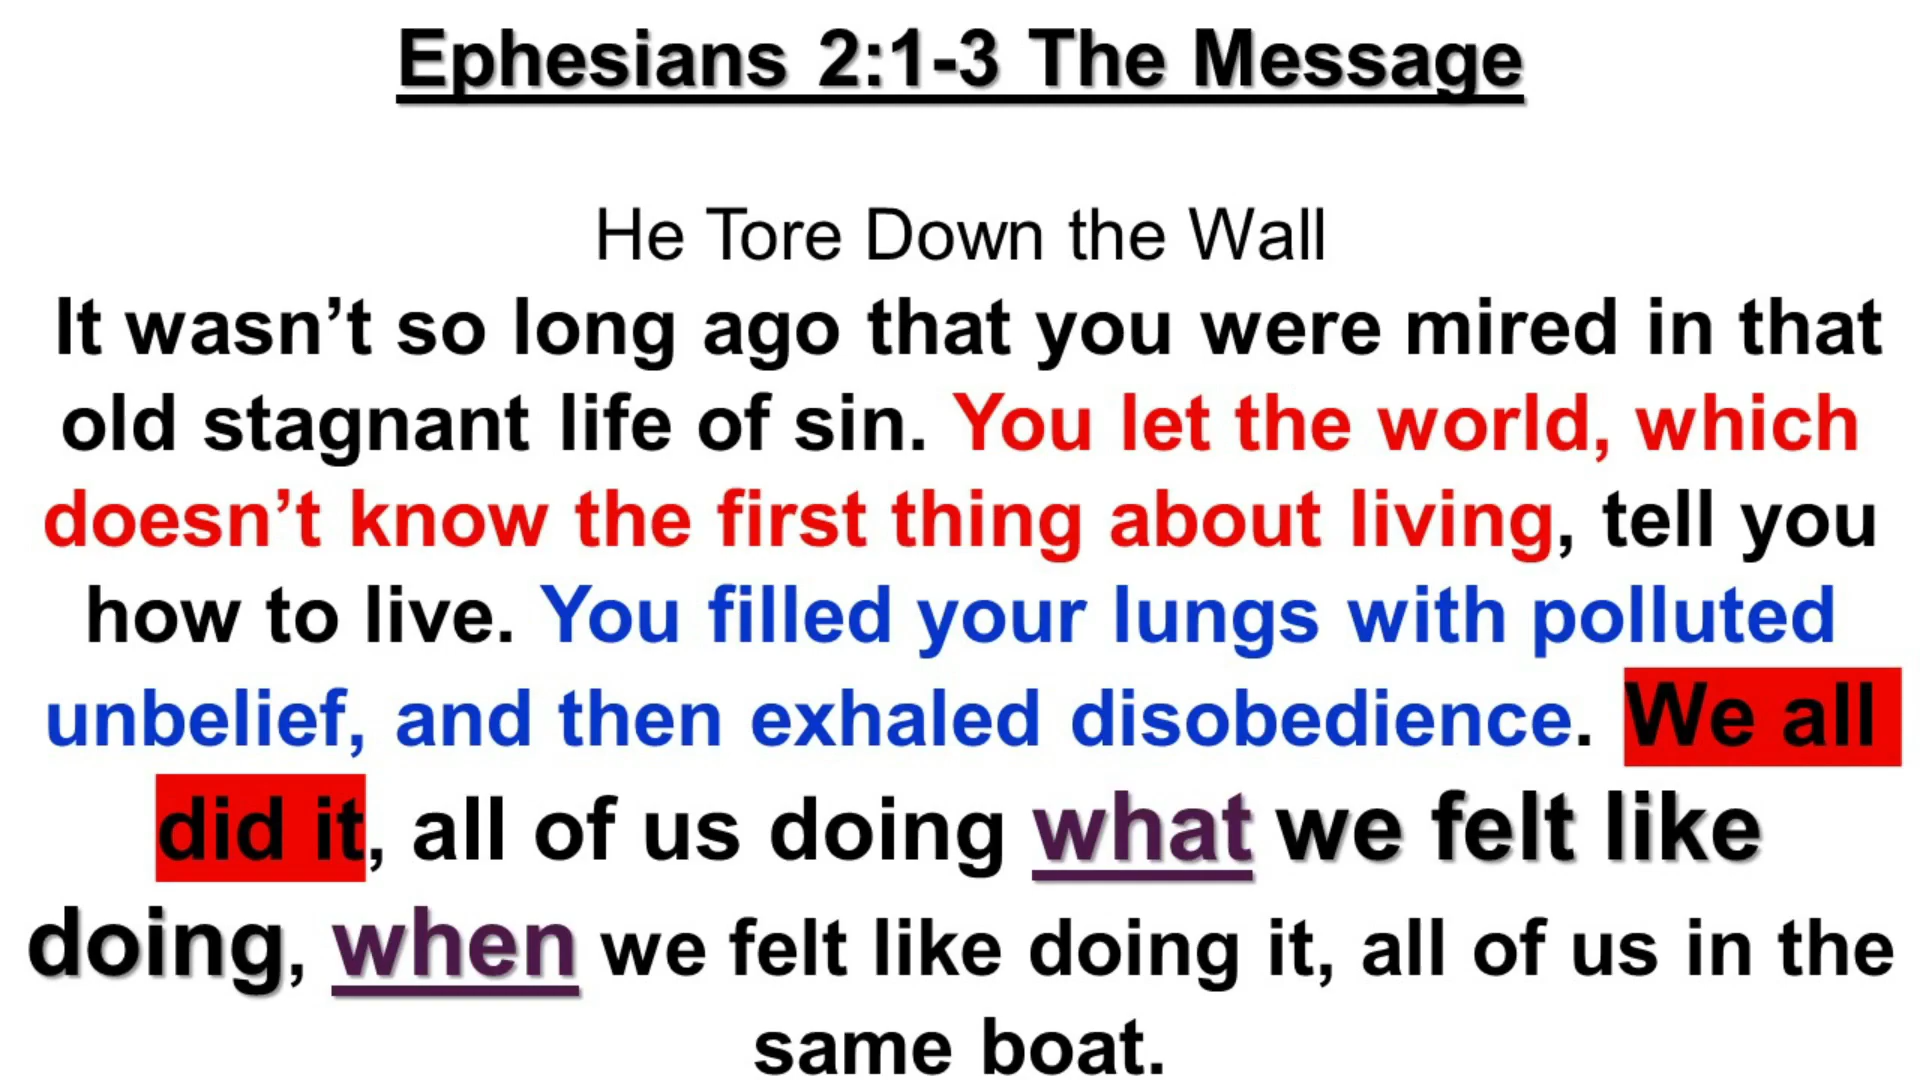 Ephesians 2:1-3 The Message
He Tore Down the Wall
It wasn’t so long ago that you were mired in that
old stagnant life of sin. You let the world, which
doesn’t know the first thing about living, tell you
how to live. You filled your lungs with polluted
unbelief, and then exhaled disobedience. We all
did it, all of us doing what we felt like
doing, when we felt like doing it, all of us in the
same boat.